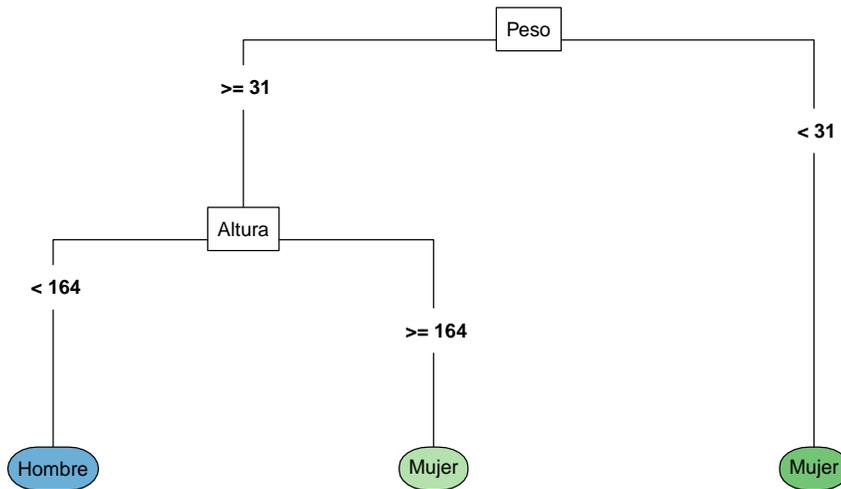 Peso
>= 31
< 31
Altura
< 164
>= 164
Hombre
Mujer
Mujer